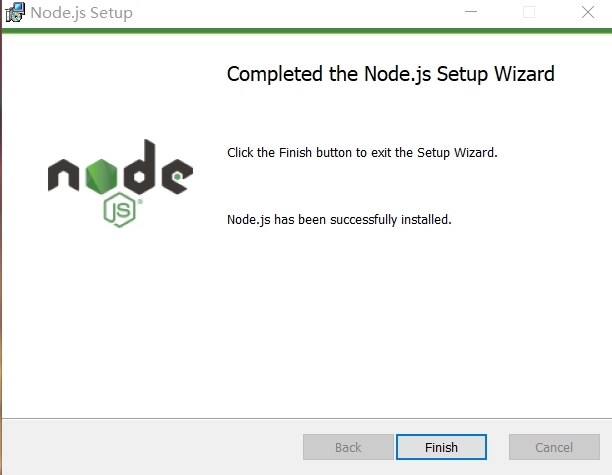 Node.js Setup
Completed the Node.js Setup Wizard
Click the Finish button to exit the Setup Wizard.
node
JS®
Node.js has been successfully installed.
Back
Finish
Cancel